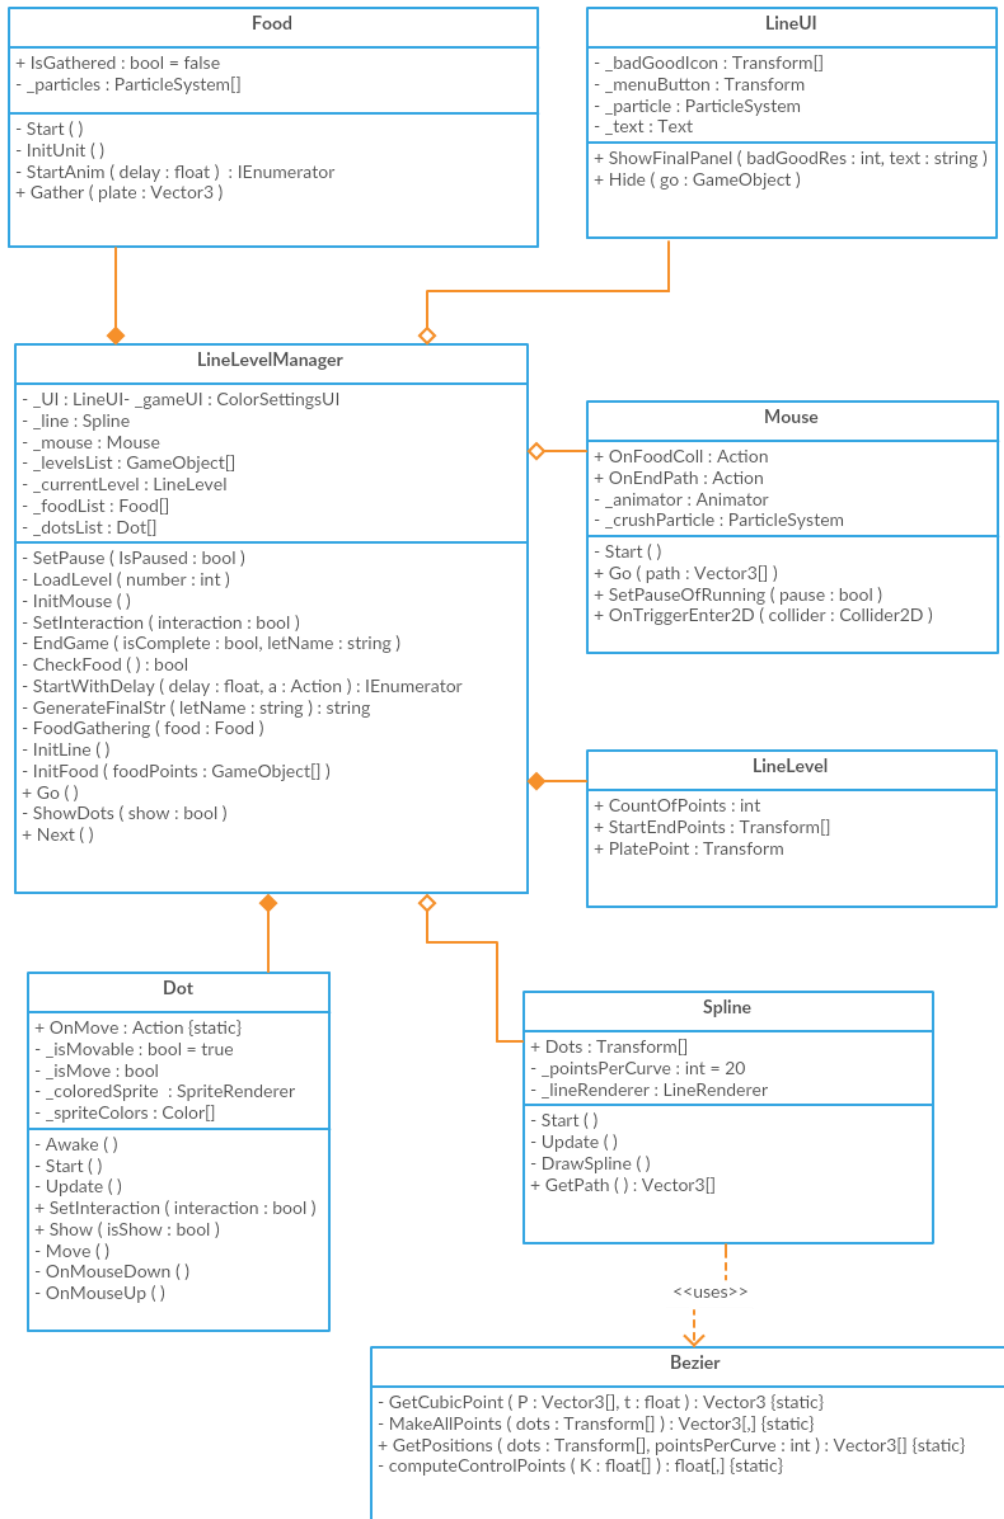 Food
+ IsGathered : bool = false
- _particles : ParticleSystem[]
- Start ( )
- InitUnit ( )
- StartAnim ( delay : float ) : IEnumerator
+ Gather ( plate : Vector3 )
LineUI
- _badGoodIcon : Transform[]
- _menuButton : Transform
- _particle : ParticleSystem
- _text : Text
+ ShowFinalPanel ( badGoodRes : int, text : string )
+ Hide ( go : GameObject )
LineLevelManager
- _UI : LineUI- _gameUI : ColorSettingsUI
- _line : Spline
- _mouse : Mouse
- _levelsList : GameObject[]
- _currentLevel : LineLevel
- _foodList : Food[]
- _dotsList : Dot[]
- SetPause ( IsPaused : bool )
- LoadLevel ( number : int )
- InitMouse ( )
- SetInteraction ( interaction : bool )
- EndGame ( isComplete : bool, letName : string )
- CheckFood ( ) : bool
- StartWithDelay ( delay : float, a : Action ) : IEnumerator
- GenerateFinalStr ( letName : string ) : string
- FoodGathering ( food : Food )
- InitLine ( )
- InitFood ( foodPoints : GameObject[] )
+ Go ( )
- ShowDots ( show : bool )
+ Next ( )
Mouse
+ OnFoodColl : Action
+ OnEndPath : Action
- _animator : Animator
- _crushParticle : ParticleSystem
- Start ( )
+ Go ( path : Vector3[] )
+ SetPauseOfRunning ( pause : bool )
+ OnTriggerEnter2D ( collider : Collider2D )
LineLevel
+ CountOfPoints : int
+ StartEndPoints : Transform[]
+ PlatePoint : Transform
Dot
+ OnMove : Action {static}
- _isMovable : bool = true
- _isMove : bool
- _coloredSprite : SpriteRenderer
- _spriteColors : Color[]
- Awake ( )
- Start ( )
- Update ( )
+ SetInteraction ( interaction : bool )
+ Show ( isShow : bool )
- Move ( )
- OnMouseDown ( )
- OnMouseUp ( )
Spline
+ Dots : Transform[]
- _pointsPerCurve : int = 20
- _lineRenderer : LineRenderer
- Start ( )
- Update ( )
- DrawSpline ( )
+ GetPath ( ) : Vector3[]
<<uses>>
Bezier
- GetCubicPoint ( P : Vector3[], t : float ) : Vector3 {static}
- MakeAllPoints ( dots : Transform[] ) : Vector3[,] {static}
+ GetPositions ( dots : Transform[], pointsPerCurve : int ) : Vector3[] {static}
- computeControlPoints ( K : float[] ) : float[,] {static}